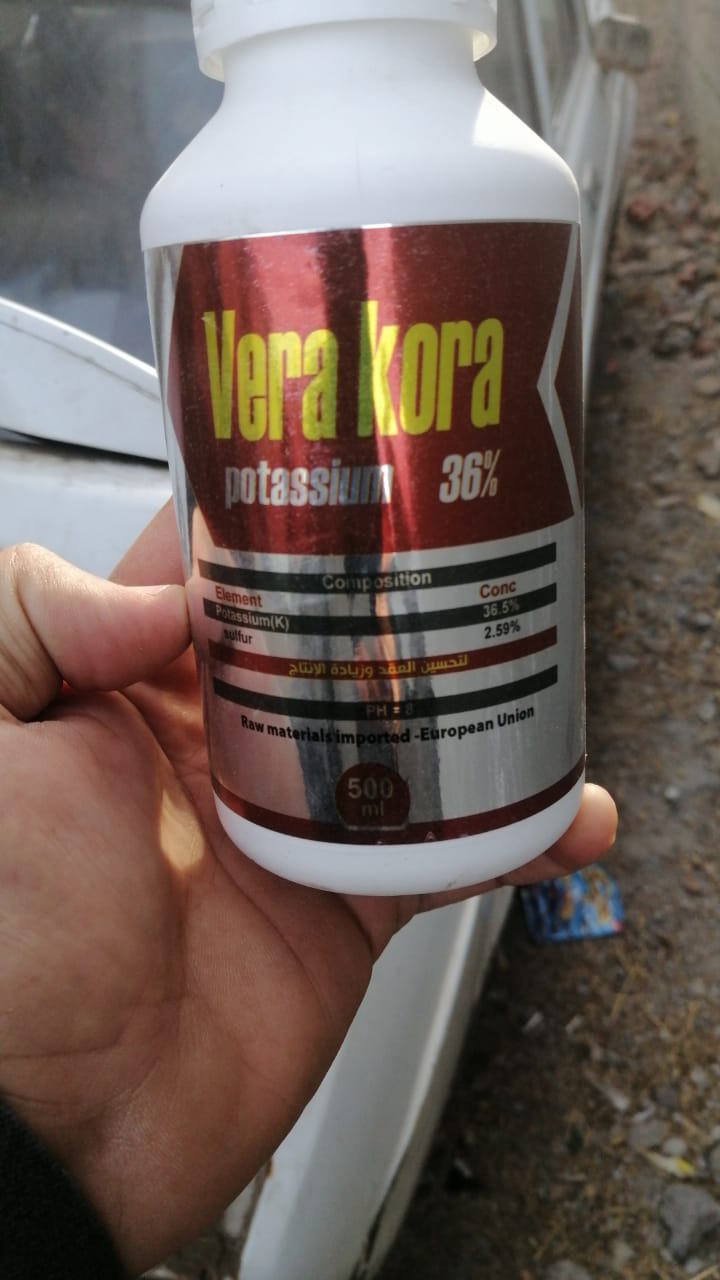 Vera kora
potassium 36%
Composition
Element Conc
Potassium(K) 36.5%
sulfur 2.59%
لتحسين العقد وزيادة الانتاج
PH = 8
Raw materials imported -European Union
500
ml